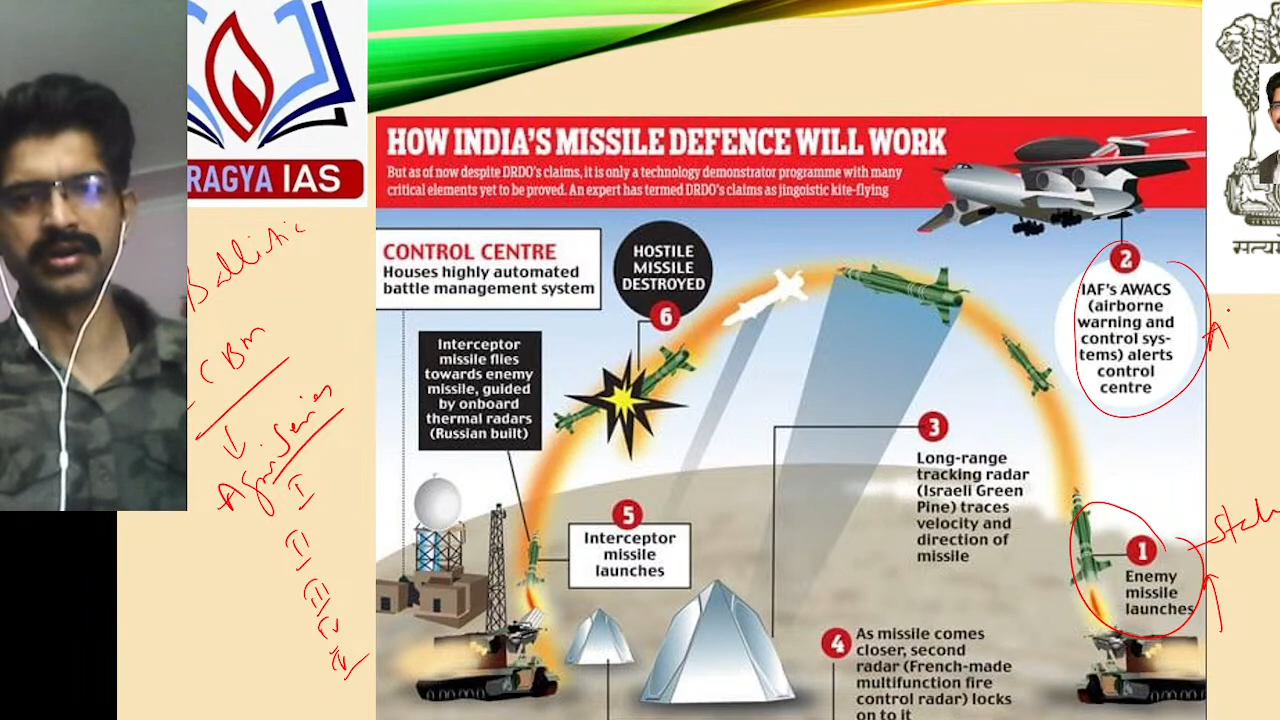 RAGYA IAS
HOW INDIA'S MISSILE DEFENCE WILL WORK
But as of now despite DRDO's claims, it is only a technology demonstrator programme with many
critical elements yet to be proved. An expert has termed DRDO's claims as jingoistic kite-flying
सत्यमे
CONTROL CENTRE
Houses highly automated
battle management system
HOSTILE
MISSILE
DESTROYED
6
2
IAF's AWACS
(airborne
warning and
control sys-
tems) alerts
control
centre
Interceptor
missile flies
towards enemy
missile, guided
by onboard
thermal radars
(Russian built)
3
Long-range
tracking radar
(Israeli Green
Pine) traces
velocity and
direction of
missile
5
Interceptor
missile
launches
1
Enemy
missile
launches
4
As missile comes
closer, second
radar (French-made
multifunction fire
control radar) locks
on to it
Ballistic
Agni Series
I
II
III
IV
V